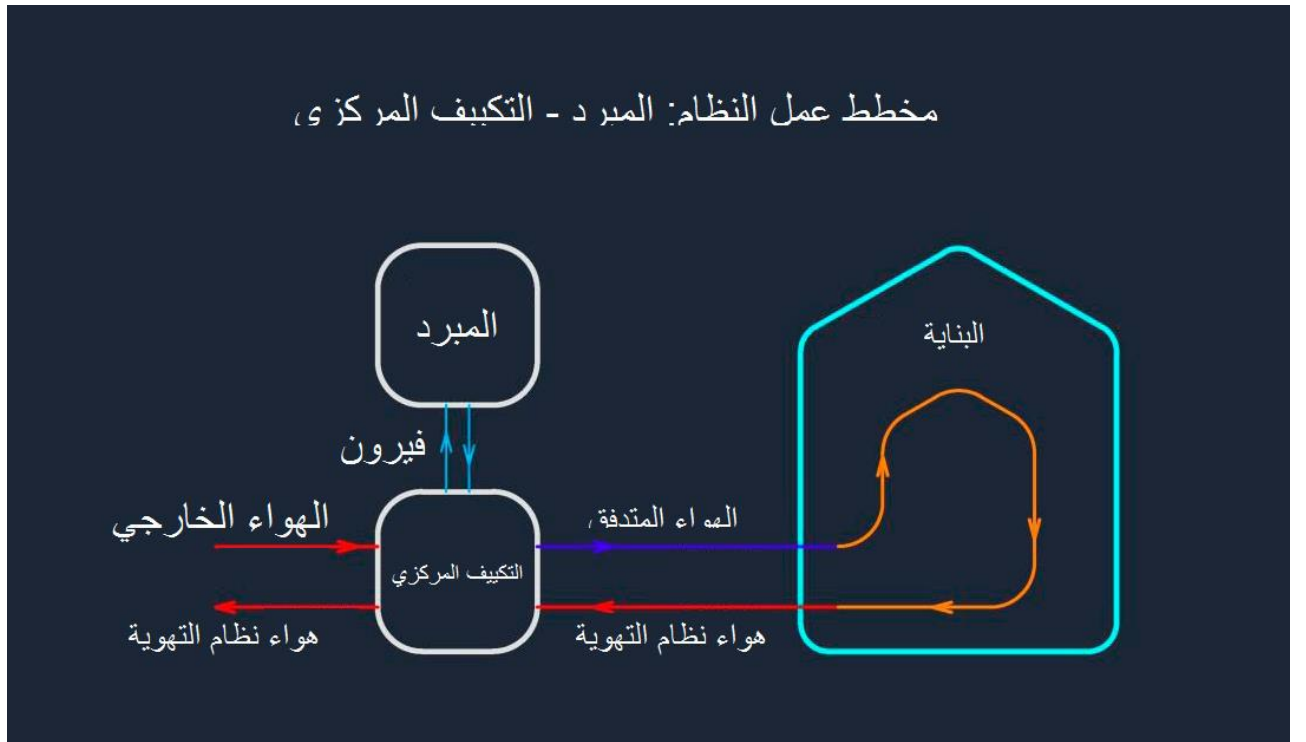 مخطط عمل النظام: المبرد - التكييف المركزي
المبرد
البناية
فيرون
الهواء الخارجي
الهواء المتدفق
التكييف المركزي
هواء نظام التهوية
هواء نظام التهوية